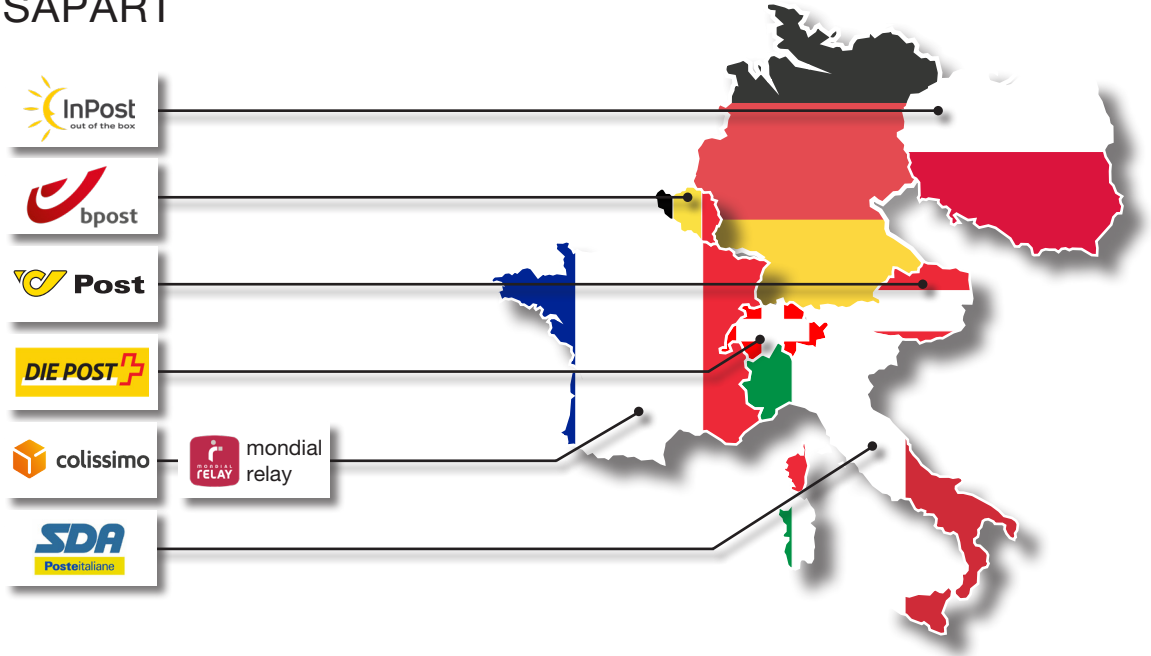 SAPART
InPost
out of the box
bpost
Post
DIE POST
colissimo
MONDIAL
RELAY
mondial
relay
SDA
Posteitaliane